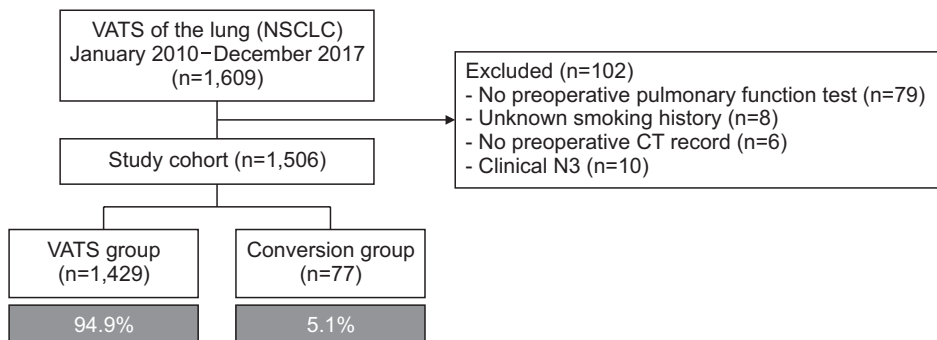 VATS of the lung (NSCLC)
January 2010−December 2017
(n=1,609)
Excluded (n=102)
- No preoperative pulmonary function test (n=79)
- Unknown smoking history (n=8)
- No preoperative CT record (n=6)
- Clinical N3 (n=10)
Study cohort (n=1,506)
VATS group
(n=1,429)
Conversion group
(n=77)
94.9%
5.1%